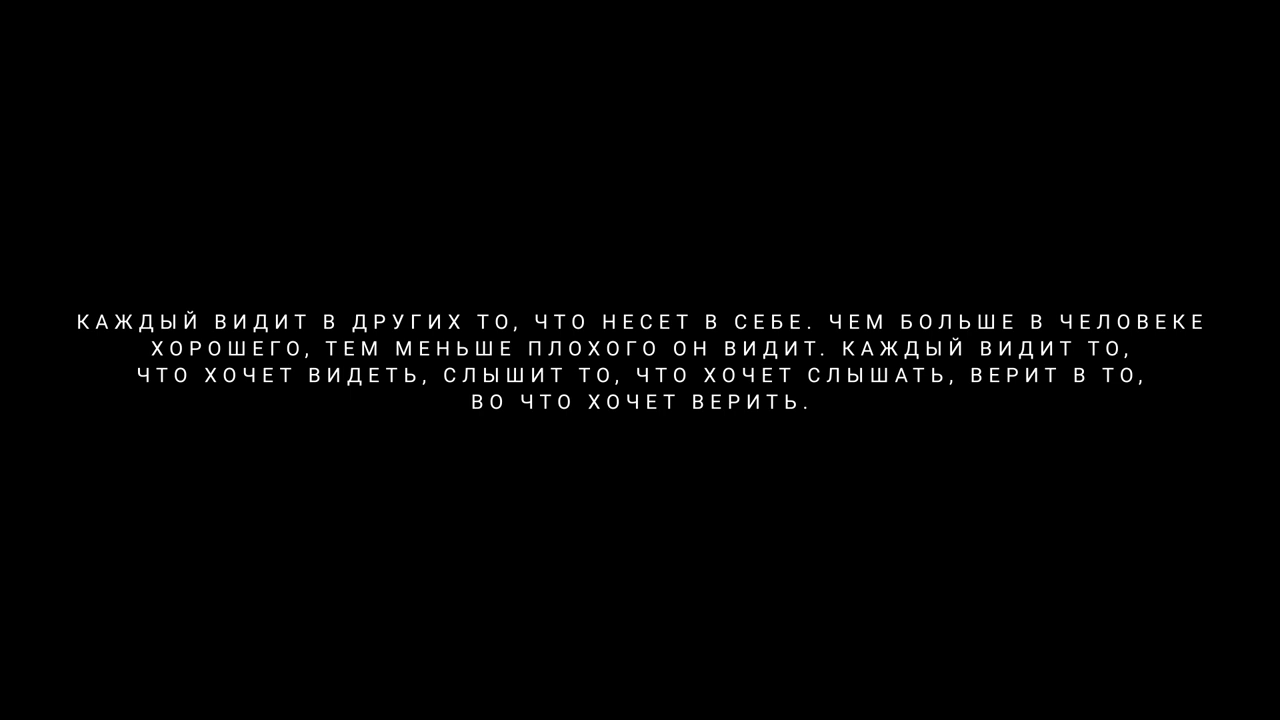 КАЖДЫЙ ВИДИТ В ДРУГИХ ТО, ЧТО НЕСЕТ В СЕБЕ. ЧЕМ БОЛЬШЕ В ЧЕЛОВЕКЕ
ХОРОШЕГО, ТЕМ МЕНЬШЕ ПЛОХОГО ОН ВИДИТ. КАЖДЫЙ ВИДИТ ТО,
ЧТО ХОЧЕТ ВИДЕТЬ, СЛЫШИТ ТО, ЧТО ХОЧЕТ СЛЫШАТЬ, ВЕРИТ В ТО,
ВО ЧТО ХОЧЕТ ВЕРИТЬ.